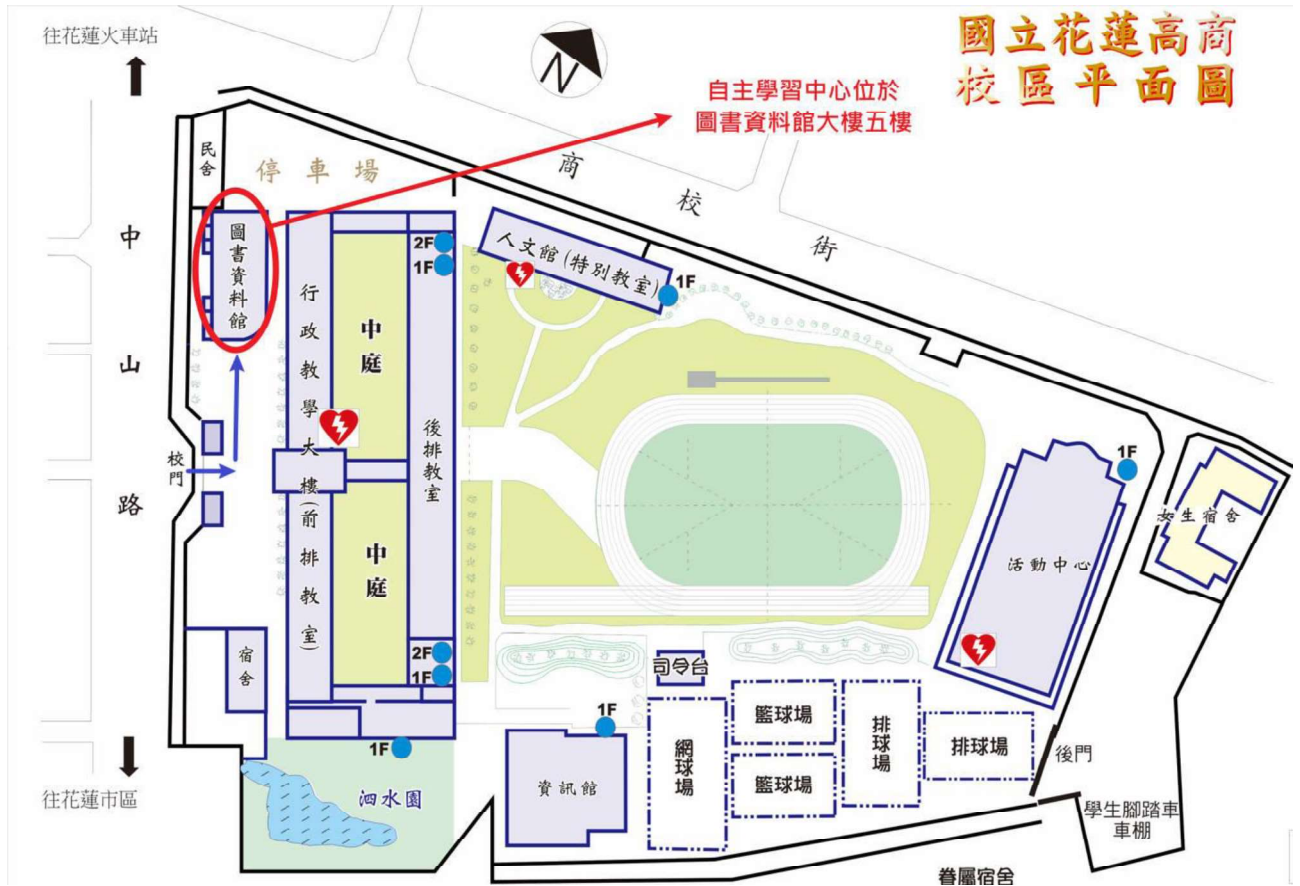 國立花蓮高商
校區平面圖
往花蓮火車站
N
自主學習中心位於
圖書資料館大樓五樓
民舍
停車場
商校街
中山路
圖書資料館
行政教學大樓(前排教室)
中庭
2F
1F
後排教室
人文館(特別教室)
1F
校門
中庭
1F
活動中心
女生宿舍
宿舍
2F
1F
司令台
1F
籃球場
網球場
排球場
排球場
籃球場
後門
1F
資訊館
泗水園
往花蓮市區
學生腳踏車
車棚
眷屬宿舍